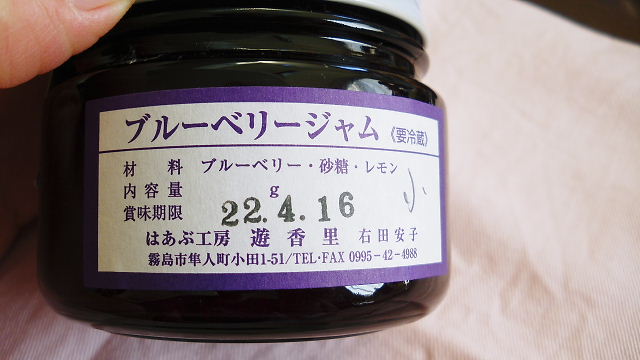 ブルーベリージャム 《要冷蔵》
材 料 ブルーベリー・砂糖・レモン
内容量 g 小
賞味期限 22.4.16
はあぶ工房 遊香里 右田安子
霧島市隼人町小田1-51/TEL・FAX 0995-42-4988